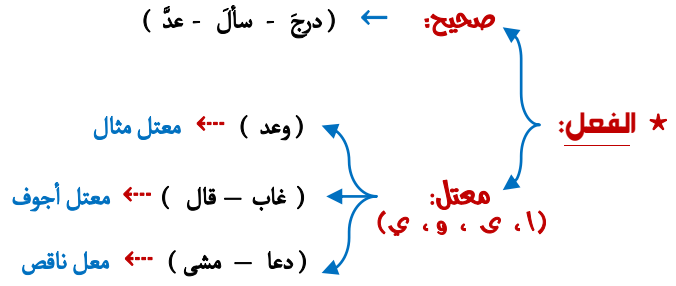 صحيح: ← ( درجَ - سألَ - عدَّ )
* الفعل:
( وعد ) ← معتل مثال
معتل:
( ا ، ى ، و ، ي )
( غاب – قال ) ← معتل أجوف
( دعا – مشى ) ← معل ناقص